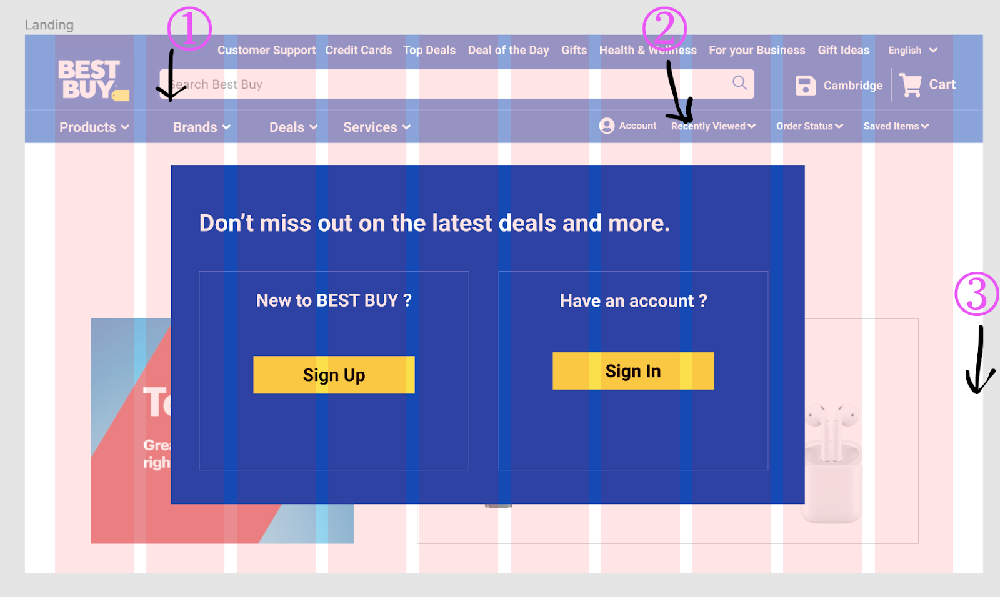 Landing
① ②
Customer Support Credit Cards Top Deals Deal of the Day Gifts Health & Wellness For your Business Gift Ideas English
BEST
BUY
Search Best Buy
Cambridge Cart
Products Brands Deals Services Account Recently Viewed Order Status Saved Items
Don't miss out on the latest deals and more.
③
New to BEST BUY ? Have an account ?
Sign Up Sign In